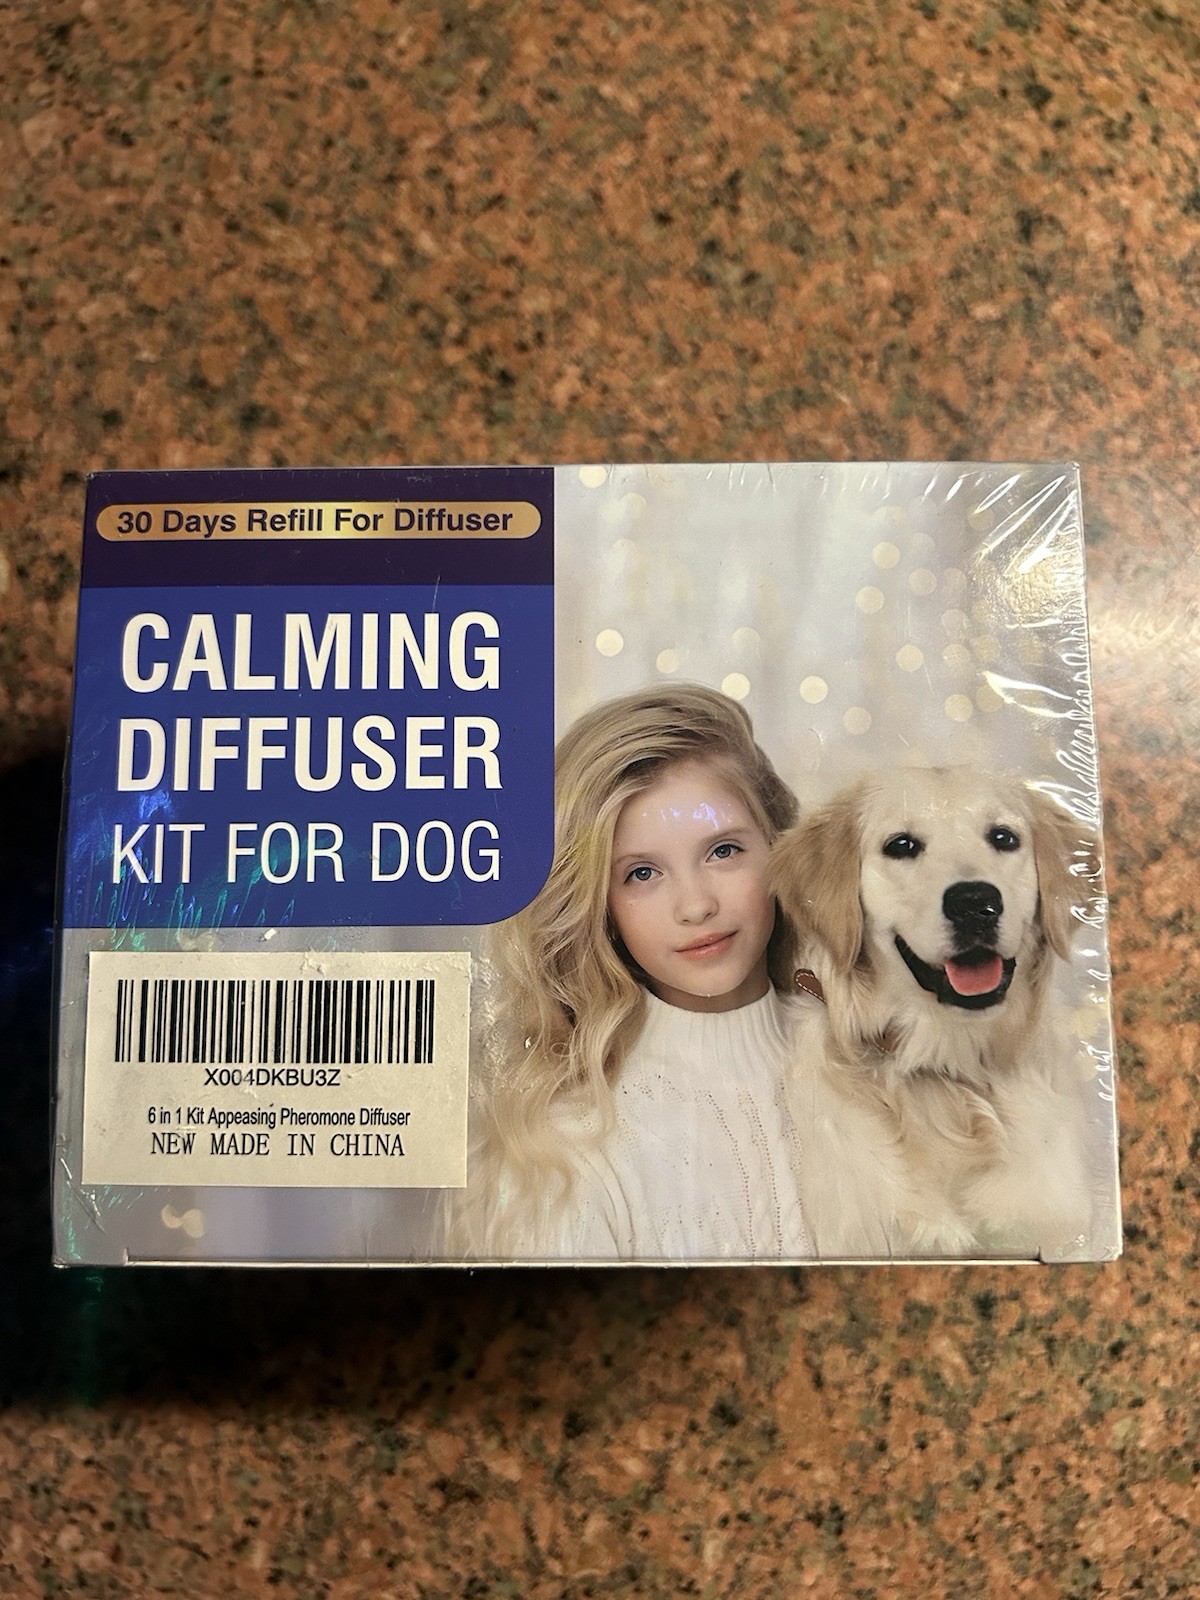 30 Days Refill For Diffuser
CALMING
DIFFUSER
KIT FOR DOG
X004DKBU3Z
6 in 1 Kit Appeasing Pheromone Diffuser
NEW MADE IN CHINA